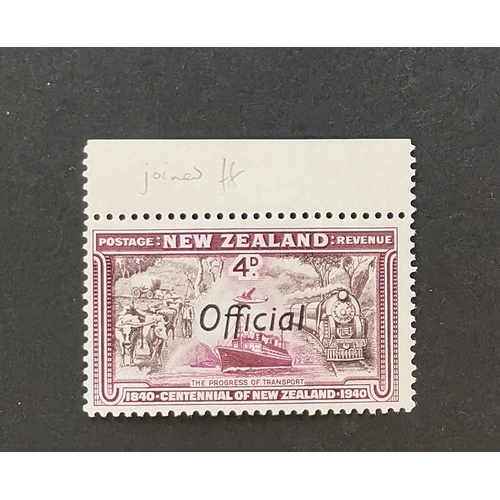 joined ff
POSTAGE: NEW ZEALAND :REVENUE
4D.
Official
THE PROGRESS OF TRANSPORT
1840·CENTENNIAL OF NEW ZEALAND·1940